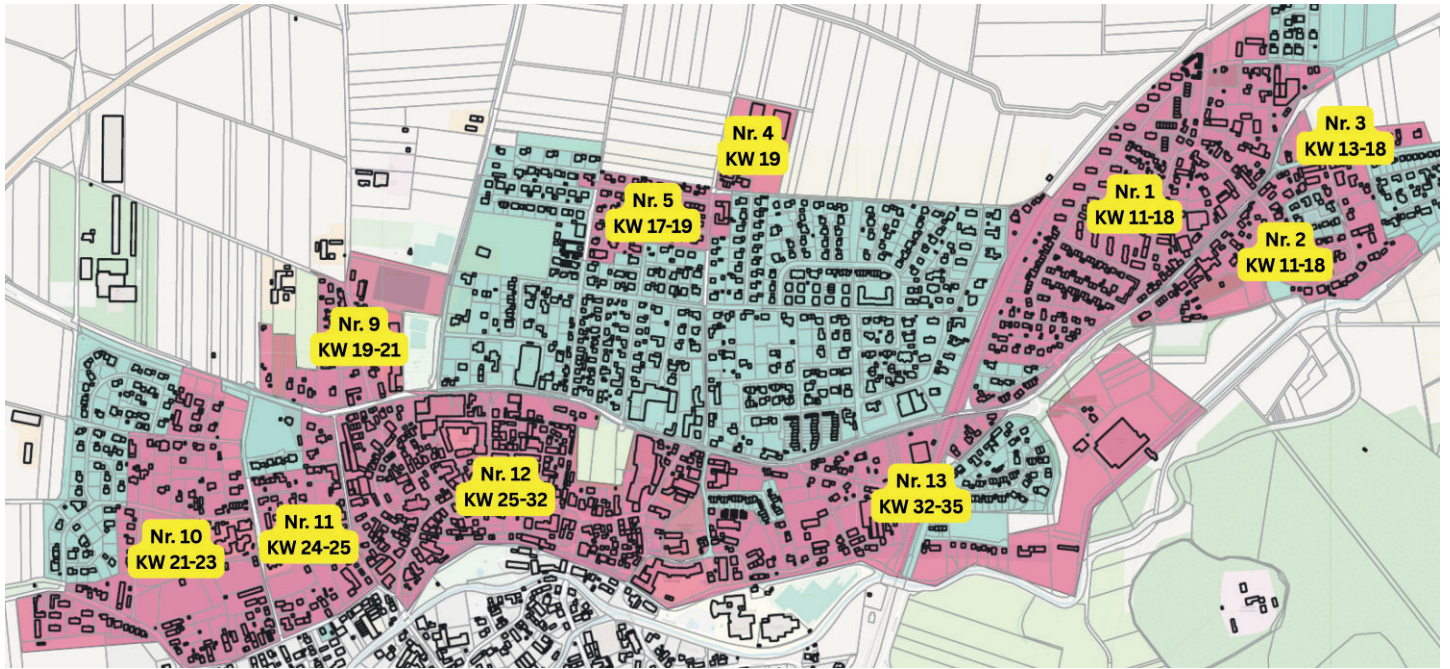 Nr. 4
KW 19
Nr. 3
KW 13-18
Nr. 5
KW 17-19
Nr. 1
KW 11-18
Nr. 2
KW 11-18
Nr. 9
KW 19-21
Nr. 12
KW 25-32
Nr. 13
KW 32-35
Nr. 11
KW 24-25
Nr. 10
KW 21-23